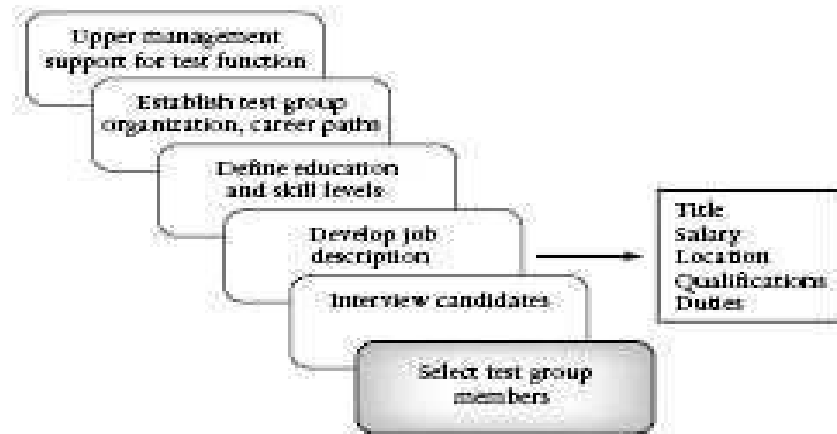 Upper management
support for test function
Establish test group
organization, career paths
Define education
and skill levels
Develop job
description
Interview candidates
Select test group
members
Title
Salary
Location
Qualifications
Duties